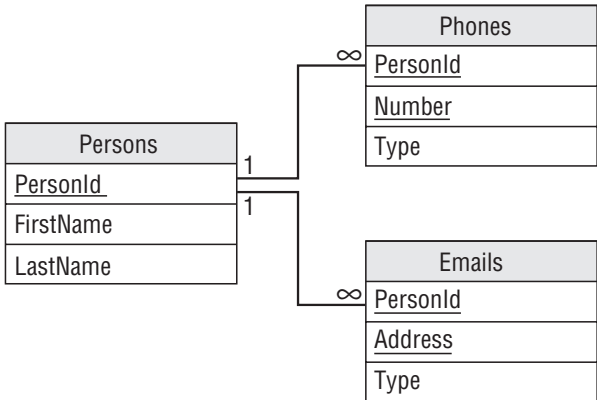 Persons
PersonId
FirstName
LastName
1
1
∞
∞
Phones
PersonId
Number
Type
Emails
PersonId
Address
Type